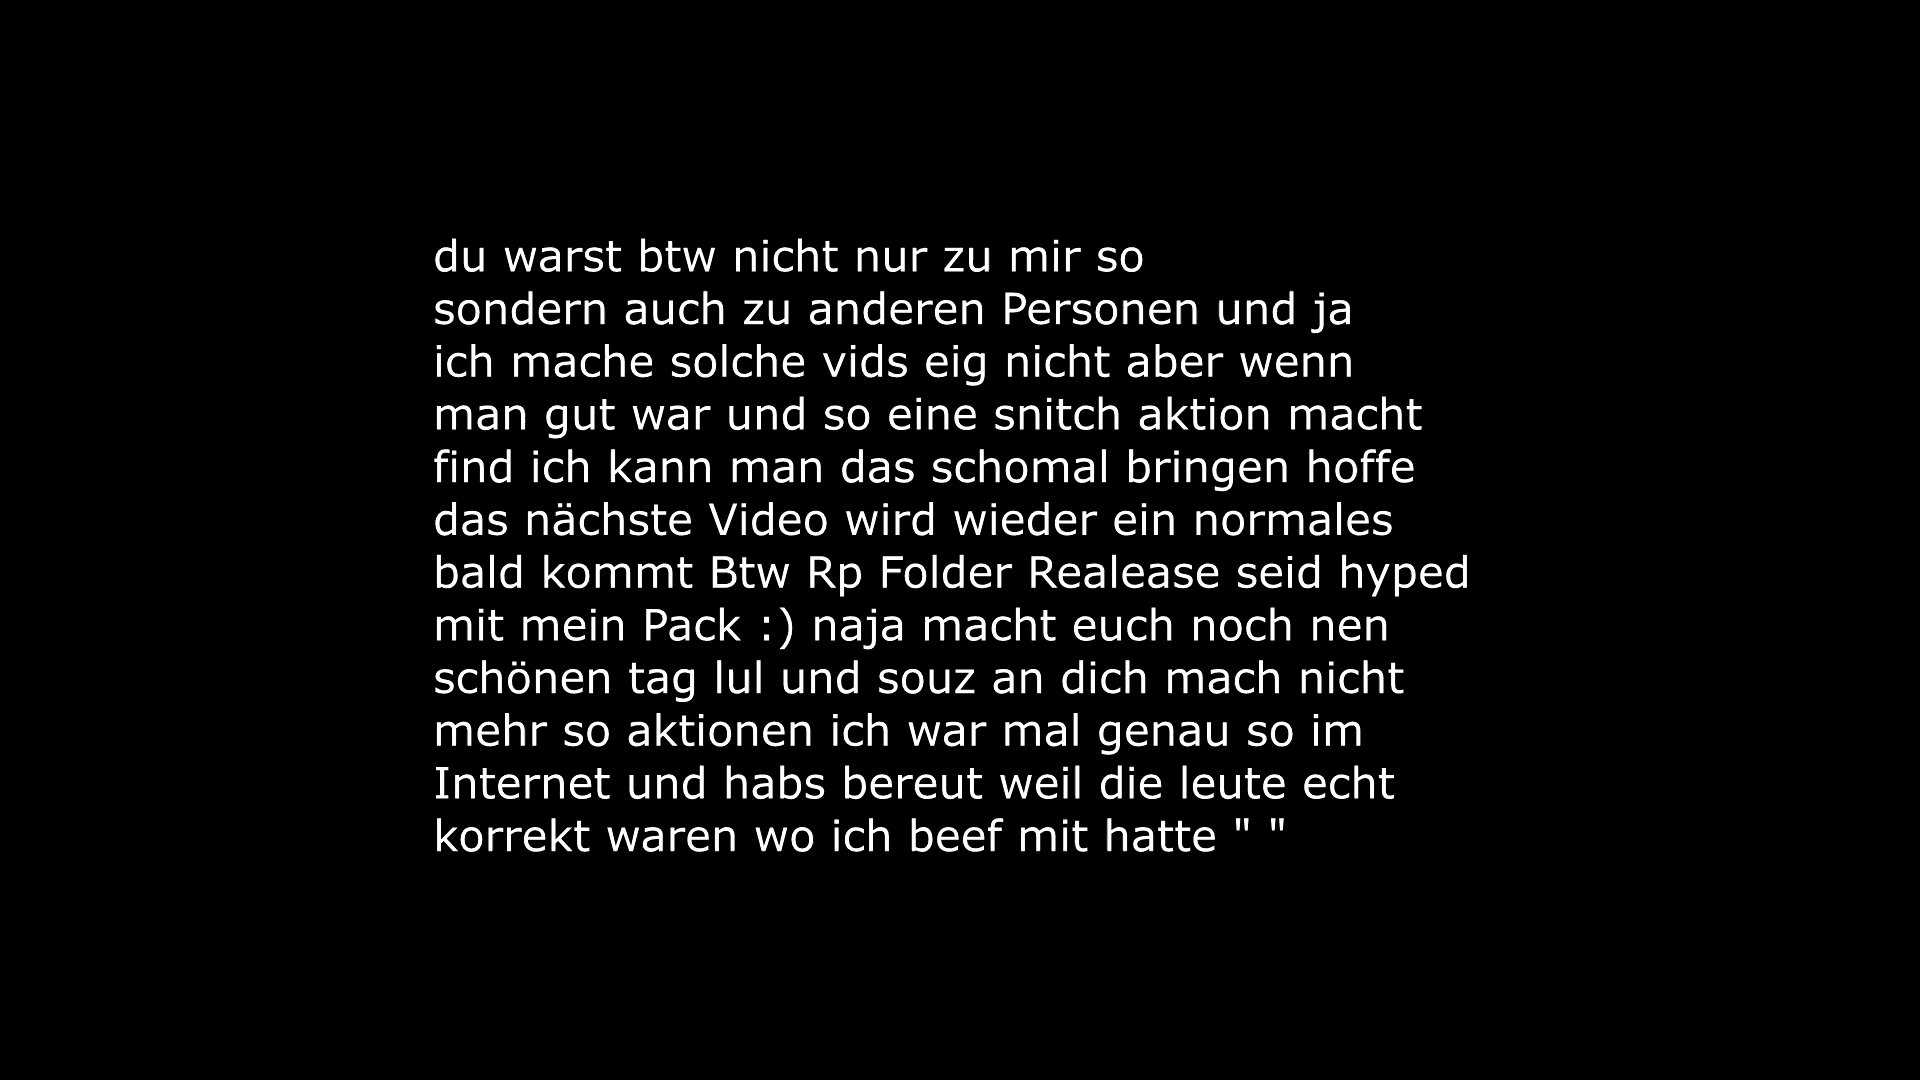 du warst btw nicht nur zu mir so
sondern auch zu anderen Personen und ja
ich mache solche vids eig nicht aber wenn
man gut war und so eine snitch aktion macht
find ich kann man das schomal bringen hoffe
das nächste Video wird wieder ein normales
bald kommt Btw Rp Folder Realease seid hyped
mit mein Pack :) naja macht euch noch nen
schönen tag lul und souz an dich mach nicht
mehr so aktionen ich war mal genau so im
Internet und habs bereut weil die leute echt
korrekt waren wo ich beef mit hatte " "